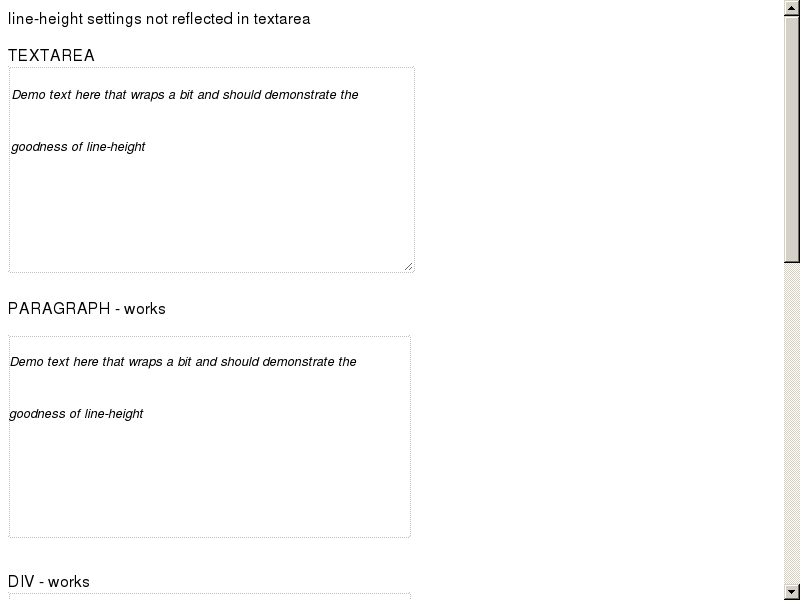 line-height settings not reflected in textarea
TEXTAREA
Demo text here that wraps a bit and should demonstrate the
goodness of line-height
PARAGRAPH - works
Demo text here that wraps a bit and should demonstrate the
goodness of line-height
DIV - works